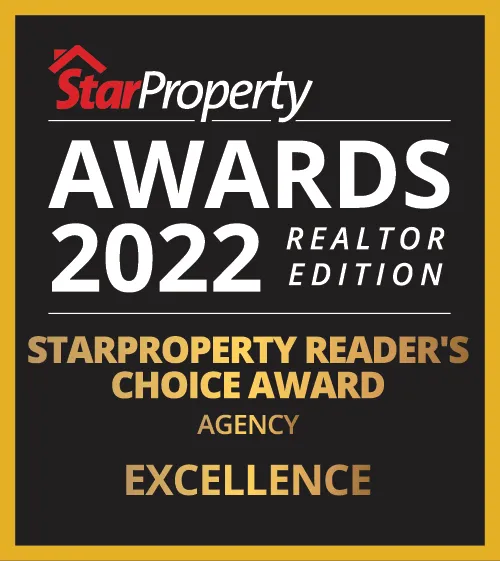 StarProperty
AWARDS
2022 REALTOR
EDITION
STARPROPERTY READER'S
CHOICE AWARD
AGENCY
EXCELLENCE